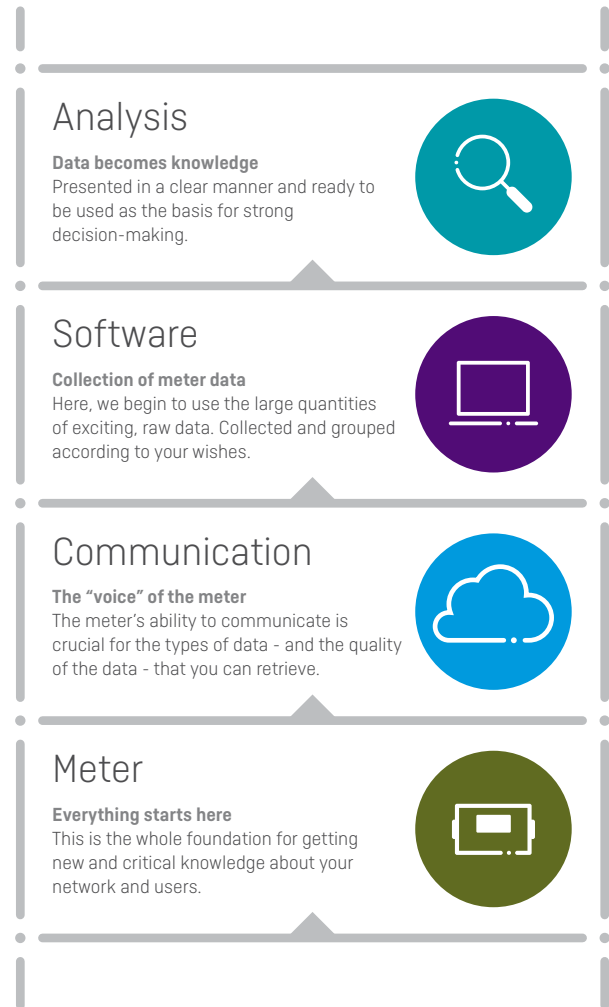 Analysis
Data becomes knowledge
Presented in a clear manner and ready to
be used as the basis for strong
decision-making.
Software
Collection of meter data
Here, we begin to use the large quantities
of exciting, raw data. Collected and grouped
according to your wishes.
Communication
The “voice” of the meter
The meter’s ability to communicate is
crucial for the types of data - and the quality
of the data - that you can retrieve.
Meter
Everything starts here
This is the whole foundation for getting
new and critical knowledge about your
network and users.